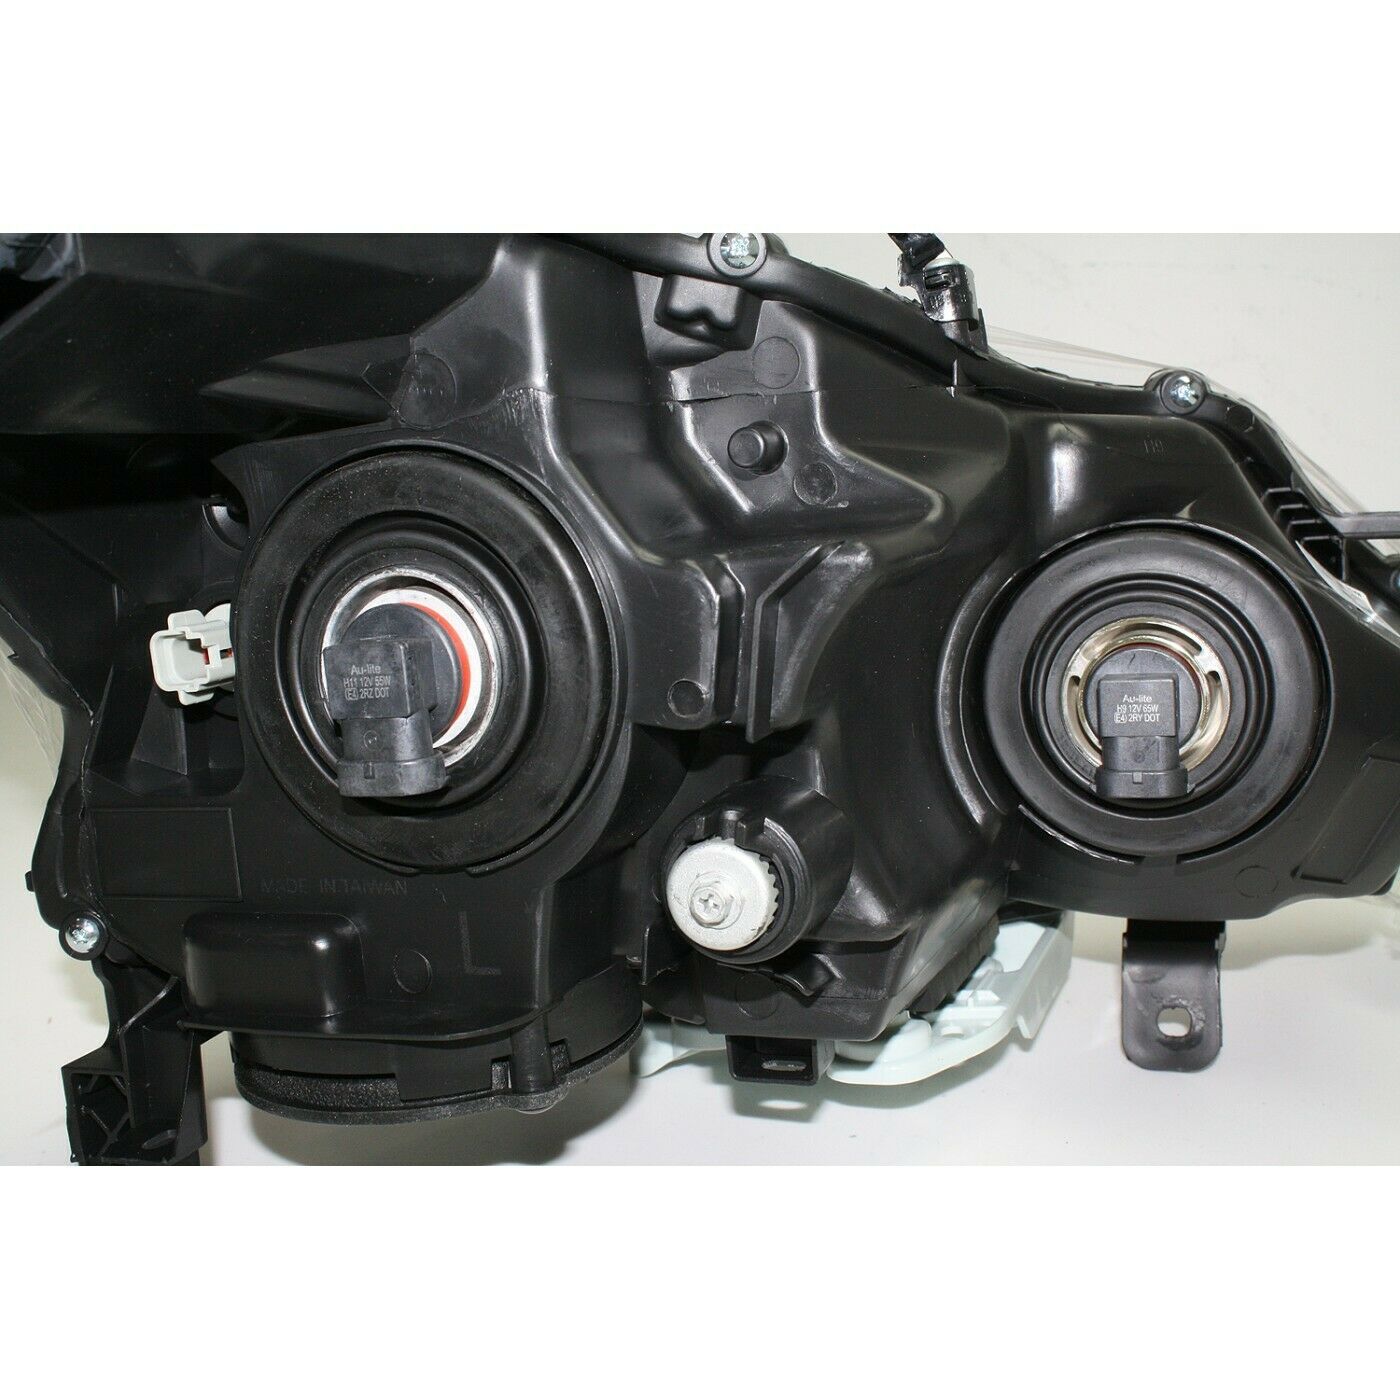 Au-lite
H11 12V 55W
(E4) 2RZ DOT
Au-lite
H9 12V 65W
(E4) 2RY DOT
MADE IN TAIWAN
L